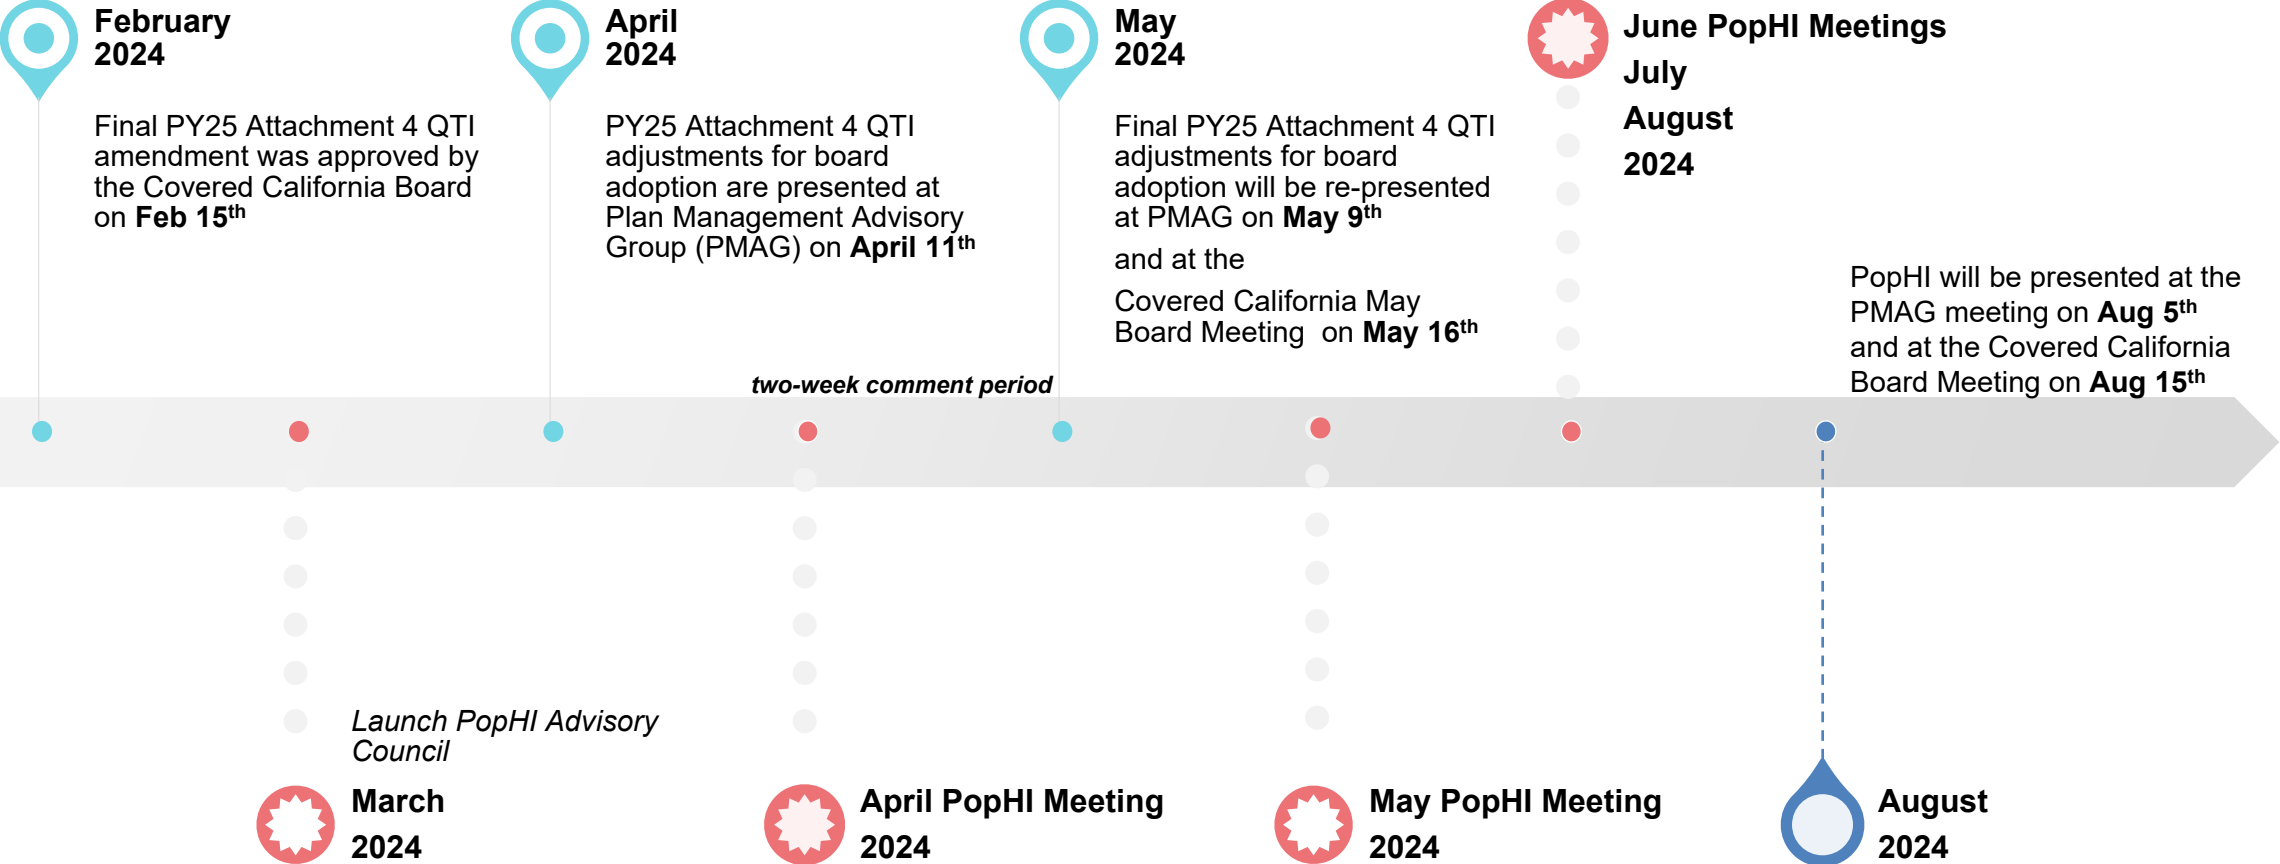 February
2024
Final PY25 Attachment 4 QTI
amendment was approved by
the Covered California Board
on Feb 15th
April
2024
PY25 Attachment 4 QTI
adjustments for board
adoption are presented at
Plan Management Advisory
Group (PMAG) on April 11th
May
2024
Final PY25 Attachment 4 QTI
adjustments for board
adoption will be re-presented
at PMAG on May 9th
and at the
Covered California May
Board Meeting  on May 16th
June PopHI Meetings
July
August
2024
PopHI will be presented at the
PMAG meeting on Aug 5th
and at the Covered California
Board Meeting on Aug 15th
two-week comment period
Launch PopHI Advisory
Council
March
2024
April PopHI Meeting
2024
May PopHI Meeting
2024
August
2024